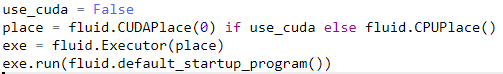 use_cuda = False
place = fluid.CUDAPlace(0) if use_cuda else fluid.CPUPlace()
exe = fluid.Executor(place)
exe.run(fluid.default_startup_program())